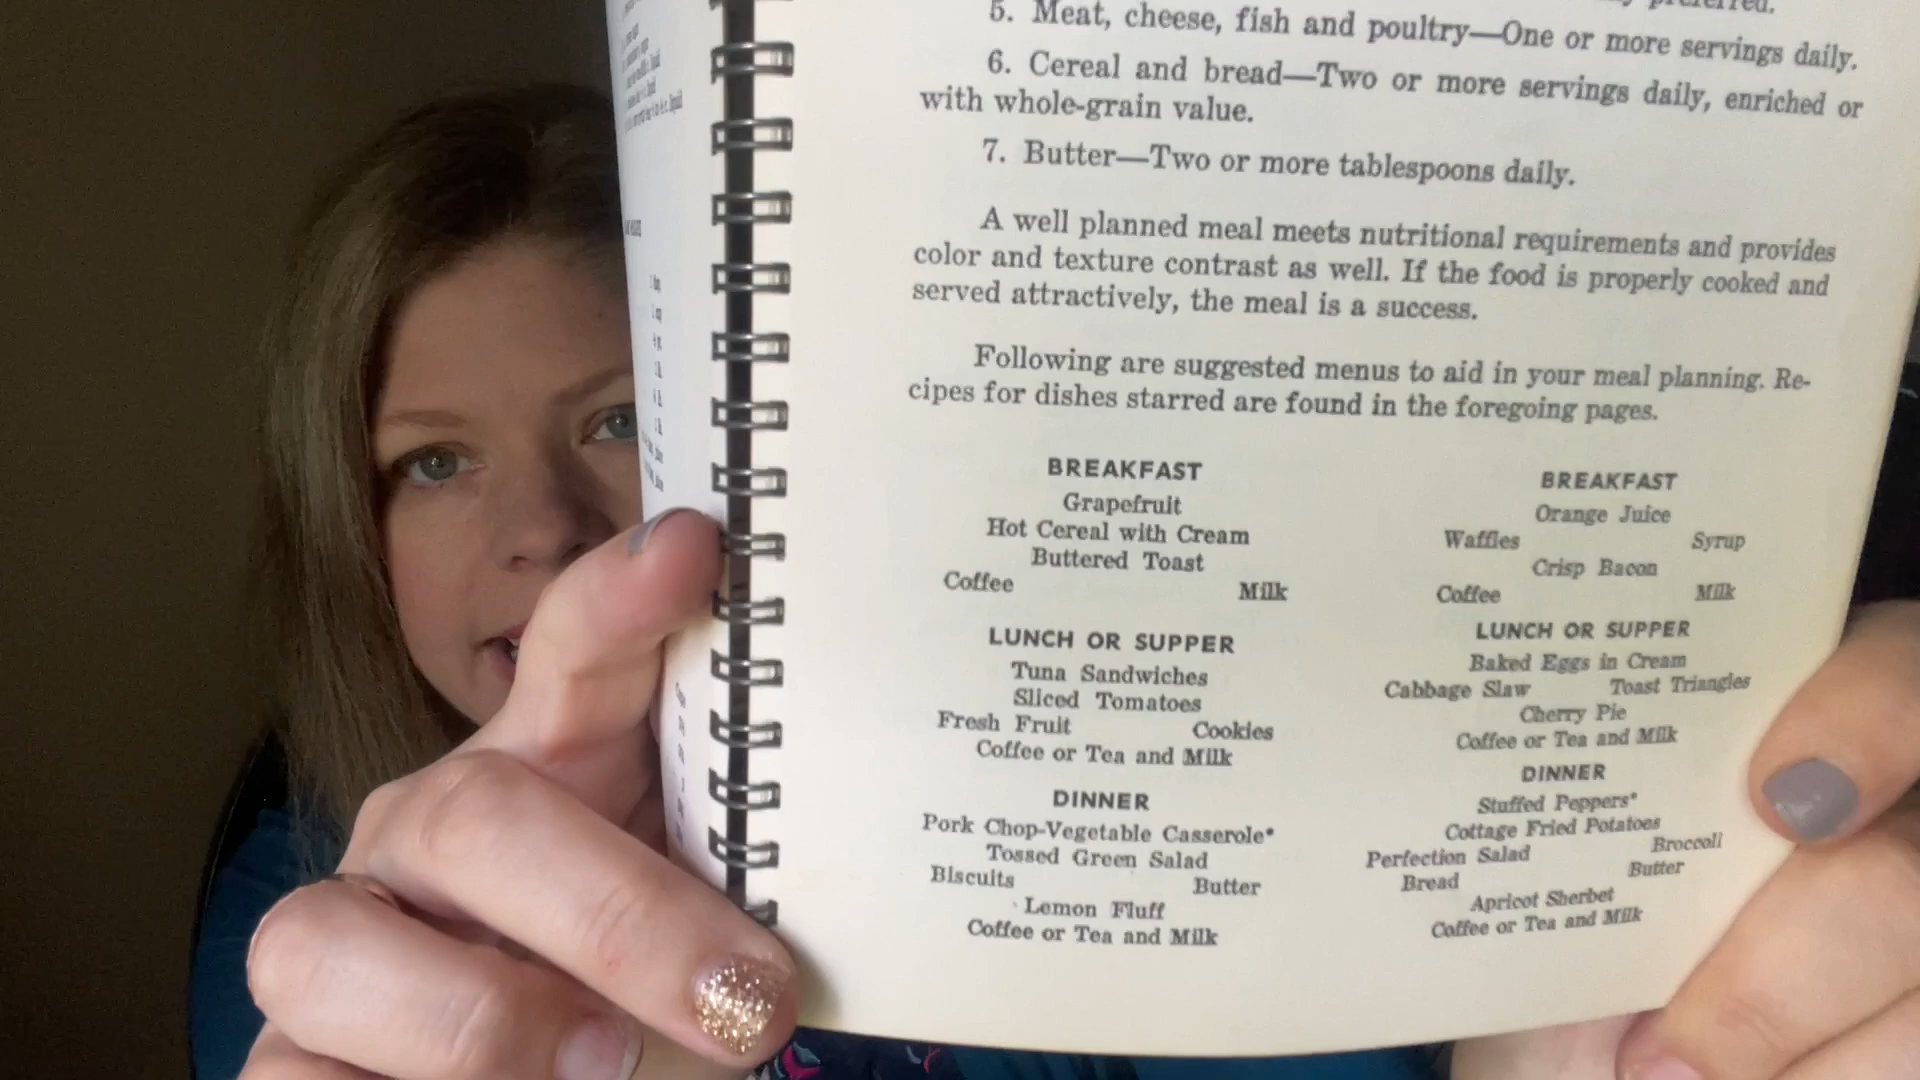 preferred.
5. Meat, cheese, fish and poultry—One or more servings daily.
6. Cereal and bread—Two or more servings daily, enriched or
with whole-grain value.
7. Butter—Two or more tablespoons daily.
A well planned meal meets nutritional requirements and provides
color and texture contrast as well. If the food is properly cooked and
served attractively, the meal is a success.
Following are suggested menus to aid in your meal planning. Re-
cipes for dishes starred are found in the foregoing pages.
BREAKFAST
Grapefruit
Hot Cereal with Cream
Buttered Toast
Coffee Milk
LUNCH OR SUPPER
Tuna Sandwiches
Sliced Tomatoes
Fresh Fruit Cookies
Coffee or Tea and Milk
DINNER
Pork Chop-Vegetable Casserole*
Tossed Green Salad
Biscuits Butter
Lemon Fluff
Coffee or Tea and Milk
BREAKFAST
Orange Juice
Waffles Syrup
Crisp Bacon
Coffee Milk
LUNCH OR SUPPER
Baked Eggs in Cream
Cabbage Slaw Toast Triangles
Cherry Pie
Coffee or Tea and Milk
DINNER
Stuffed Peppers*
Cottage Fried Potatoes
Perfection Salad Broccoli
Bread Butter
Apricot Sherbet
Coffee or Tea and Milk